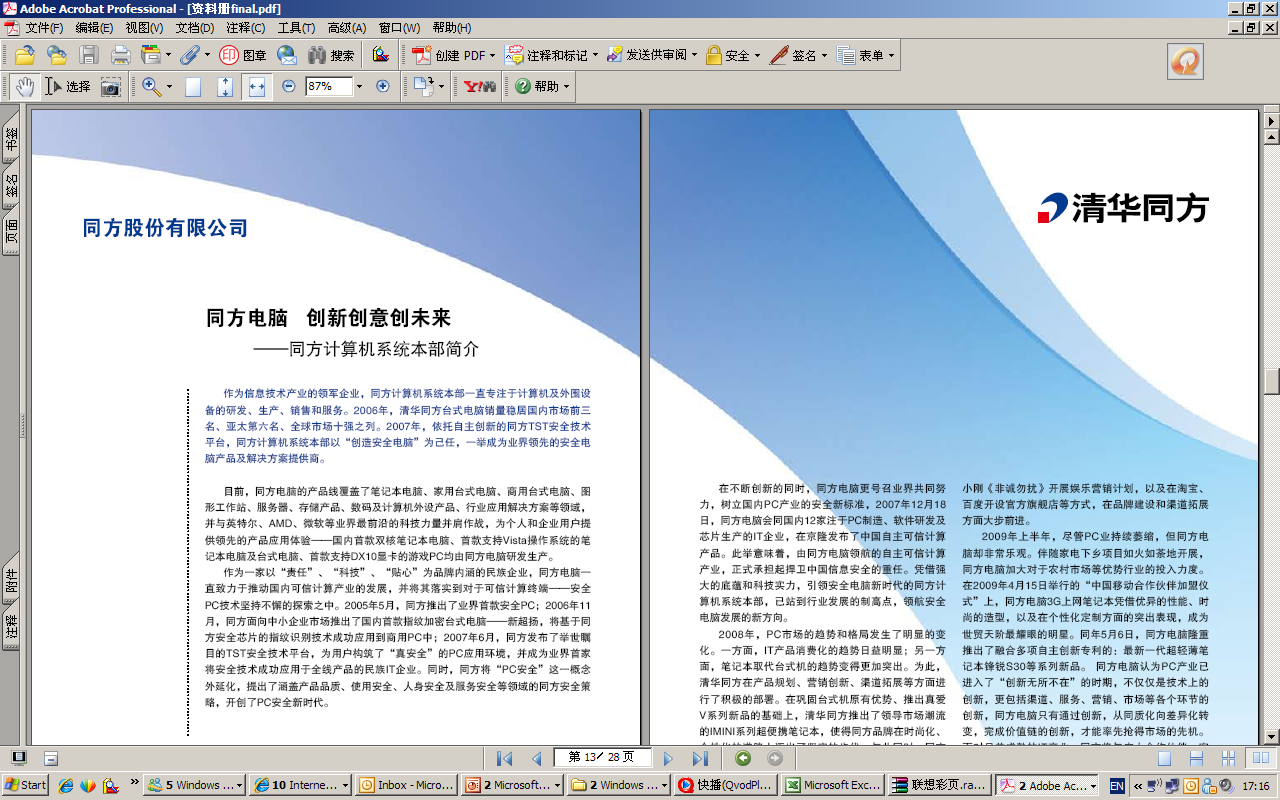 Adobe Acrobat Professional - [资料册final.pdf]
文件(F) 编辑(E) 视图(V) 文档(D) 注释(C) 工具(T) 高级(A) 窗口(W) 帮助(H)
图章 搜索 创建 PDF 注释和标记 发送供审阅 安全 签名 表单
选择 87% Y! 帮助
书签
签名
页面
附件
注释
同方股份有限公司
同方电脑 创新创意创未来
——同方计算机系统本部简介
作为信息技术产业的领军企业，同方计算机系统本部一直专注于计算机及外围设
备的研发、生产、销售和服务。2006年，清华同方台式电脑销量稳居国内市场前三
名、亚太第六名、全球市场十强之列。2007年，依托自主创新的同方TST安全技术
平台，同方计算机系统本部以“创造安全电脑”为己任，一举成为业界领先的安全电
脑产品及解决方案提供商。
目前，同方电脑的产品线覆盖了笔记本电脑、家用台式电脑、商用台式电脑、图
形工作站、服务器、存储产品、数码及计算机外设产品、行业应用解决方案等领域，
并与英特尔、AMD、微软等业界最前沿的科技力量并肩作战，为个人和企业用户提
供领先的产品应用体验——国内首款双核笔记本电脑、首款支持Vista操作系统的笔
记本电脑及台式电脑、首款支持DX10显卡的游戏PC均由同方电脑研发生产。
作为一家以“责任”、“科技”、“贴心”为品牌内涵的民族企业，同方电脑一
直致力于推动国内可信计算产业的发展，并将其落实到对于可信计算终端——安全
PC技术坚持不懈的探索之中。2005年5月，同方推出了业界首款安全PC；2006年11
月，同方面向中小企业市场推出了国内首款指纹加密台式电脑——新超扬，将基于同
方安全芯片的指纹识别技术成功应用到商用PC中；2007年6月，同方发布了举世瞩
目的TST安全技术平台，为用户构筑了“真安全”的PC应用环境，并成为业界首家
将安全技术成功应用于全线产品的民族IT企业。同时，同方将“PC安全”这一概念
外延化，提出了涵盖产品品质、使用安全、人身安全及服务安全等领域的同方安全策
略，开创了PC安全新时代。
清华同方
在不断创新的同时，同方电脑更号召业界共同努
力，树立国内PC产业的安全新标准，2007年12月18
日，同方电脑会同国内12家注于PC制造、软件研发及
芯片生产的IT企业，在京隆发布了中国自主可信计算
产品。此举意味着，由同方电脑领航的自主可信计算
产业，正式承担起捍卫中国信息安全的重任。凭借强
大的底蕴和科技实力，引领安全电脑新时代的同方计
算机系统本部，已站到行业发展的制高点，领航安全
电脑发展的新方向。
2008年，PC市场的趋势和格局发生了明显的变
化。一方面，IT产品消费化的趋势日益明显；另一方
面，笔记本取代台式机的趋势变得更加突出。为此，
清华同方在产品规划、营销创新、渠道拓展等方面进
行了积极的部署。在巩固台式机原有优势、推出真爱
V系列新品的基础上，清华同方推出了领导市场潮流
的IMINI系列超便携笔记本，使得同方品牌在时尚化、
小刚《非诚勿扰》开展娱乐营销计划，以及在淘宝、
百度开设官方旗舰店等方式，在品牌建设和渠道拓展
方面大步前进。
2009年上半年，尽管PC业持续萎缩，但同方电
脑却非常乐观。伴随家电下乡项目如火如荼地开展，
同方电脑加大对于农村市场等优势行业的投入力度。
在2009年4月15日举行的“中国移动合作伙伴加盟仪
式”上，同方电脑3G上网笔记本凭借优异的性能、时
尚的造型，以及在个性化定制方面的突出表现，成为
世贸天阶最耀眼的明星。同年5月6日，同方电脑隆重
推出了融合多项自主创新专利的：最新一代超轻薄笔
记本锋锐S30等系列新品。 同方电脑认为PC产业已
进入了“创新无所不在”的时期，不仅仅是技术上的
创新，更包括渠道、服务、营销、市场等各个环节的
创新，同方电脑只有通过创新，从同质化向差异化转
变，完成价值链的创新，才能率先抢得市场的先机。
第 13/ 28 页
Start 5 Windows ... 10 Interne... Inbox - Micro... 2 Microsoft... 2 Windows ... 快播(QvodPl... Microsoft Exc... 联想彩页.ra... 2 Adobe Ac... EN 17:16